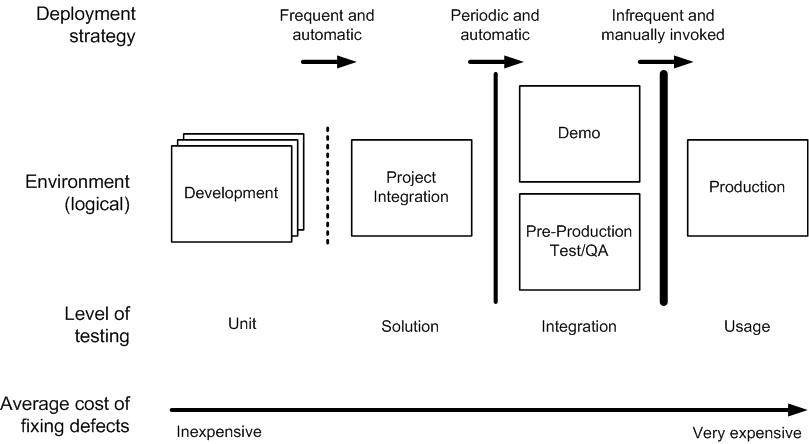 Deployment
strategy
Frequent and
automatic
Periodic and
automatic
Infrequent and
manually invoked
Environment
(logical)
Development
Project
Integration
Demo
Pre-Production
Test/QA
Production
Level of
testing
Unit
Solution
Integration
Usage
Average cost of
fixing defects
Inexpensive
Very expensive